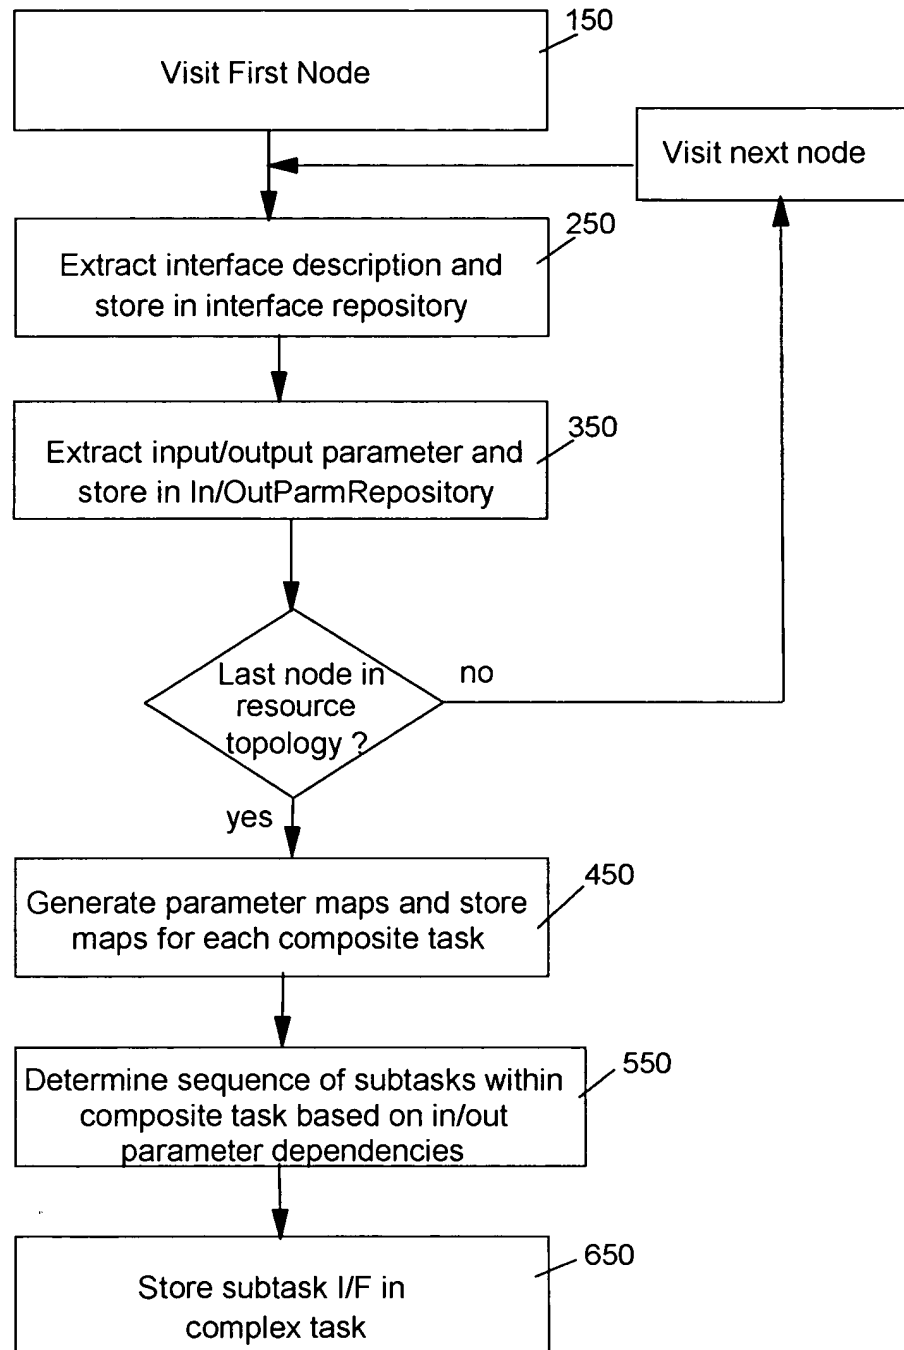 150
Visit First Node
Visit next node
250
Extract interface description and
store in interface repository
350
Extract input/output parameter and
store in In/OutParmRepository
Last node in
resource
topology ?
no
yes
450
Generate parameter maps and store
maps for each composite task
550
Determine sequence of subtasks within
composite task based on in/out
parameter dependencies
650
Store subtask I/F in
complex task